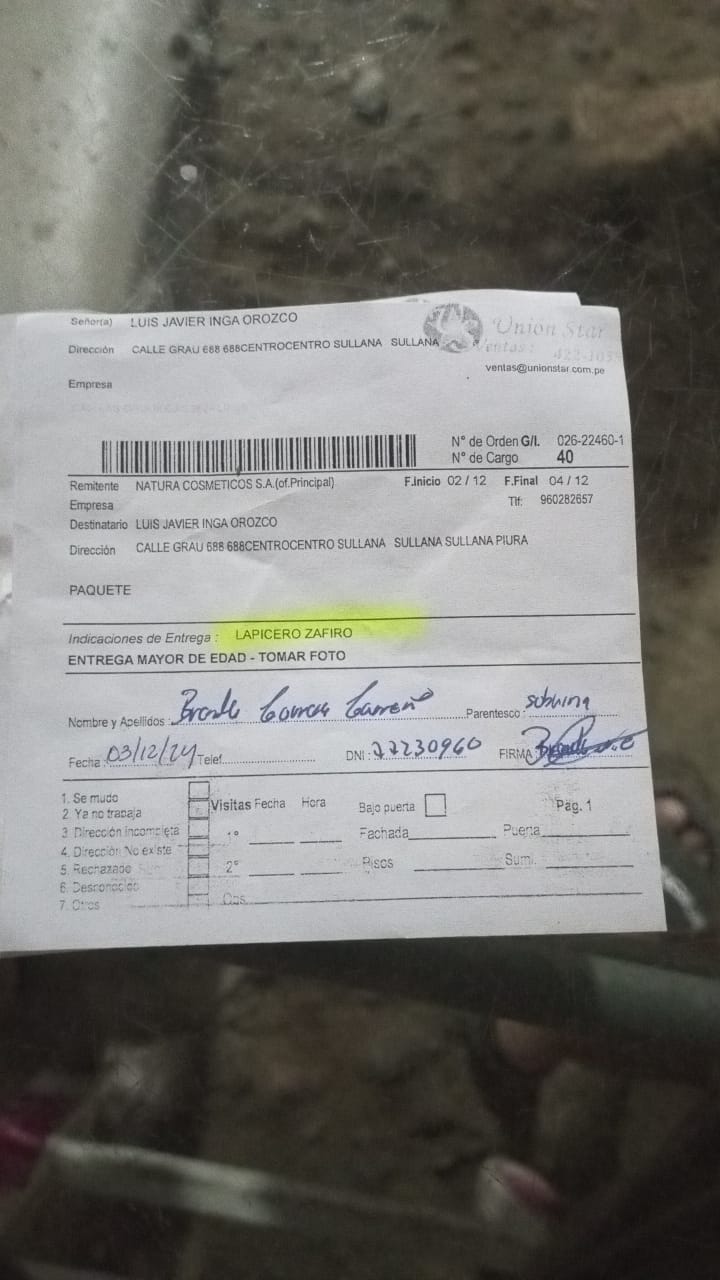 Señor(a) LUIS JAVIER INGA OROZCO
Union Star
Dirección CALLE GRAU 688 688CENTROCENTRO SULLANA SULLANA
Ventas:
ventas@unionstar.com.pe
Empresa
N° de Orden G/I. 026-22460-1
N° de Cargo 40
Remitente NATURA COSMETICOS S.A.(of.Principal) F.Inicio 02 / 12 F.Final 04 / 12
Empresa Tlf: 960282657
Destinatario LUIS JAVIER INGA OROZCO
Dirección CALLE GRAU 688 688CENTROCENTRO SULLANA SULLANA SULLANA PIURA
PAQUETE
Indicaciones de Entrega : LAPICERO ZAFIRO
ENTREGA MAYOR DE EDAD - TOMAR FOTO
Nombre y Apellidos : Parentesco : sobrina
Fecha : 03/12/24 Telef. DNI : 77230960 FIRMA
1. Se mudo
2. Ya no trabaja
3. Dirección incompleta
4. Dirección No existe
5. Rechazado
6. Desconocido
7. Otros
Visitas Fecha Hora Bajo puerta Pag. 1
1° Fachada Puerta
2° Pisos Sumi.
Obs.